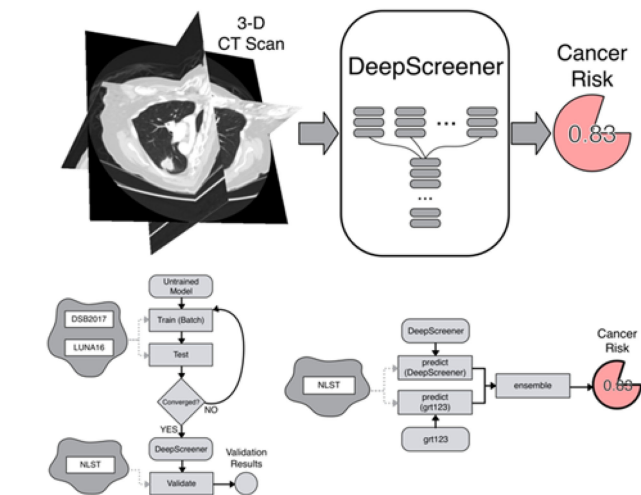 3-D
CT Scan
DeepScreener
Cancer
Risk
0.83
Untrained
Model
DSB2017
LUNA16
Train (Batch)
Test
Converged?
NO
YES
DeepScreener
NLST
Validate
Validation
Results
DeepScreener
NLST
predict
(DeepScreener)
predict
(grt123)
grt123
ensemble
Cancer
Risk